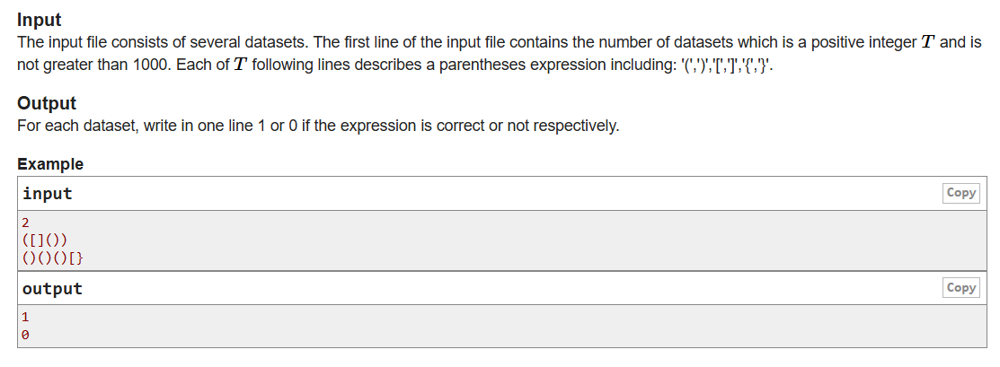 Input
The input file consists of several datasets. The first line of the input file contains the number of datasets which is a positive integer T and is
not greater than 1000. Each of T following lines describes a parentheses expression including: '(',')','[',']','{','}'.
Output
For each dataset, write in one line 1 or 0 if the expression is correct or not respectively.
Example
input
Copy
2
([]())
()()()[}
output
Copy
1
0